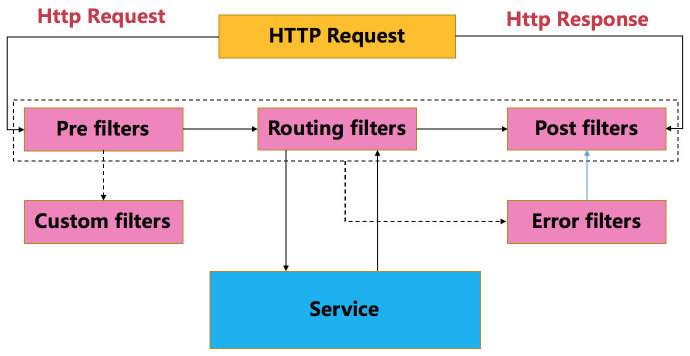 Http Request
HTTP Request
Http Response
Pre filters
Routing filters
Post filters
Custom filters
Error filters
Service